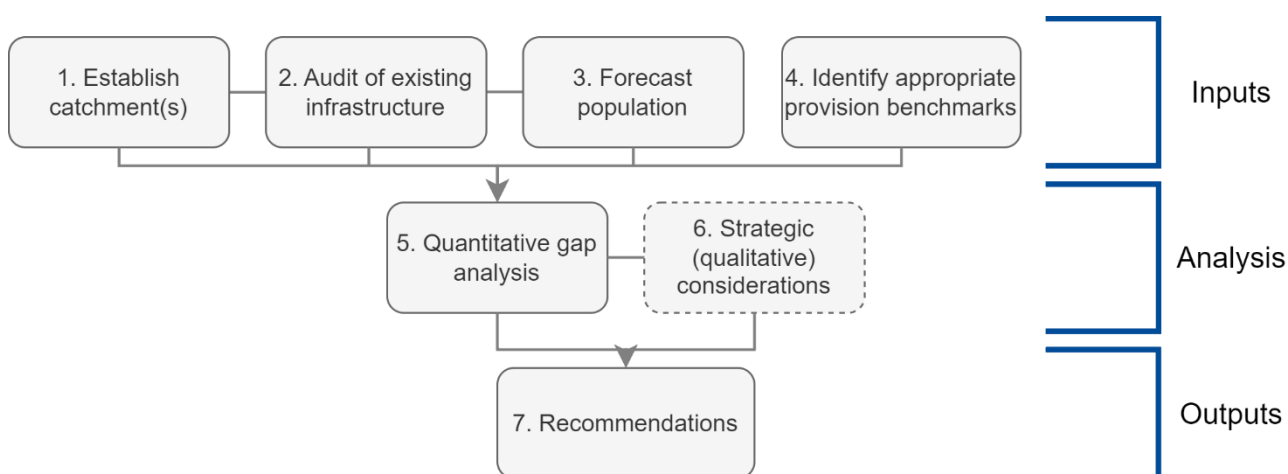 1. Establish
catchment(s)
2. Audit of existing
infrastructure
3. Forecast
population
4. Identify appropriate
provision benchmarks
Inputs
5. Quantitative gap
analysis
6. Strategic
(qualitative)
considerations
Analysis
7. Recommendations
Outputs